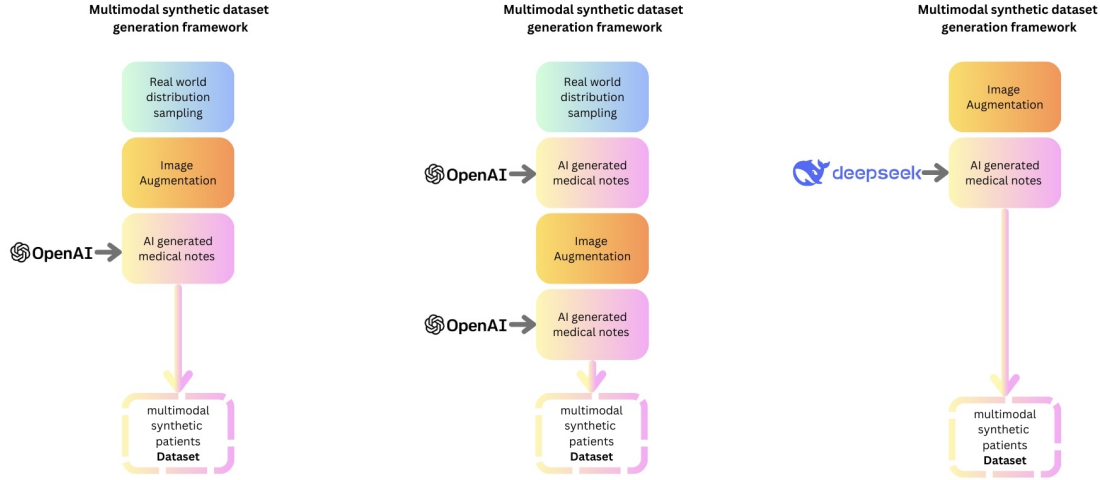 Multimodal synthetic dataset
generation framework
Real world
distribution
sampling
Image
Augmentation
OpenAI
AI generated
medical notes
multimodal
synthetic
patients
Dataset
Multimodal synthetic dataset
generation framework
Real world
distribution
sampling
OpenAI
AI generated
medical notes
Image
Augmentation
OpenAI
AI generated
medical notes
multimodal
synthetic
patients
Dataset
Multimodal synthetic dataset
generation framework
Image
Augmentation
deepseek
AI generated
medical notes
multimodal
synthetic
patients
Dataset